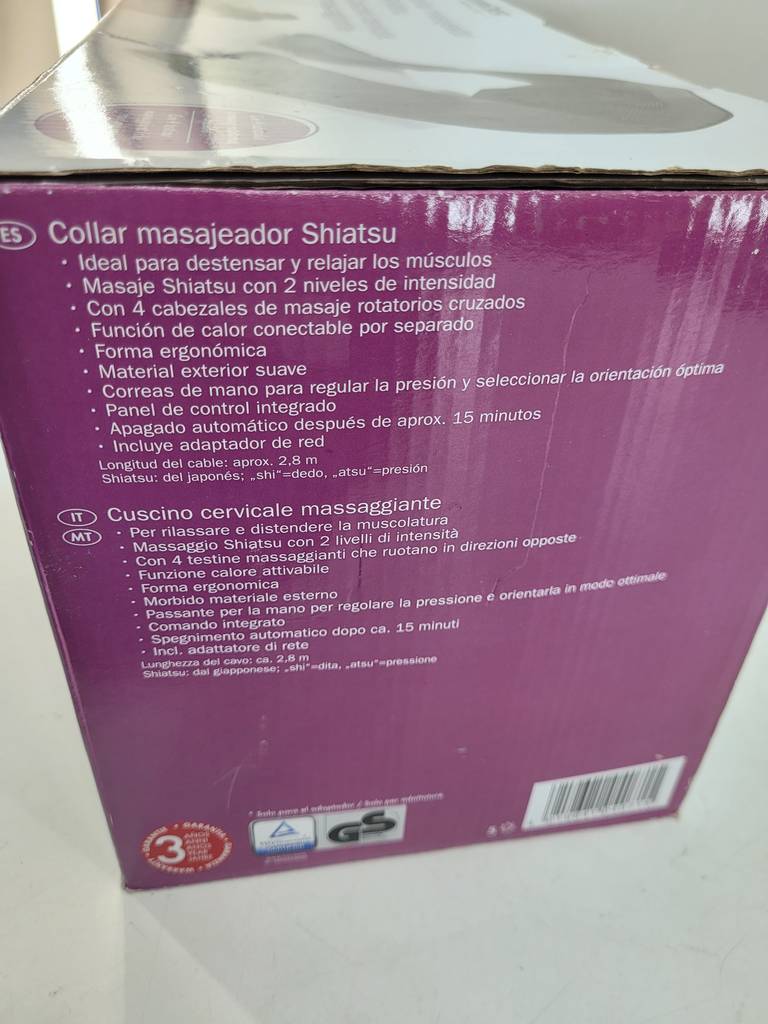 ES Collar masajeador Shiatsu
· Ideal para destensar y relajar los músculos
· Masaje Shiatsu con 2 niveles de intensidad
· Con 4 cabezales de masaje rotatorios cruzados
· Función de calor conectable por separado
· Forma ergonómica
· Material exterior suave
· Correas de mano para regular la presión y seleccionar la orientación óptima
· Panel de control integrado
· Apagado automático después de aprox. 15 minutos
· Incluye adaptador de red
Longitud del cable: aprox. 2,8 m
Shiatsu: del japonés; „shi“=dedo, „atsu“=presión
IT Cuscino cervicale massaggiante
MT · Per rilassare e distendere la muscolatura
· Massaggio Shiatsu con 2 livelli di intensità
· Con 4 testine massaggianti che ruotano in direzioni opposte
· Funzione calore attivabile
· Forma ergonomica
· Morbido materiale esterno
· Passante per la mano per regolare la pressione e orientarla in modo ottimale
· Comando integrato
· Spegnimento automatico dopo ca. 15 minuti
· Incl. adattatore di rete
Lunghezza del cavo: ca. 2,8 m
Shiatsu: dal giapponese; „shi“=dita, „atsu“=pressione
3
GS